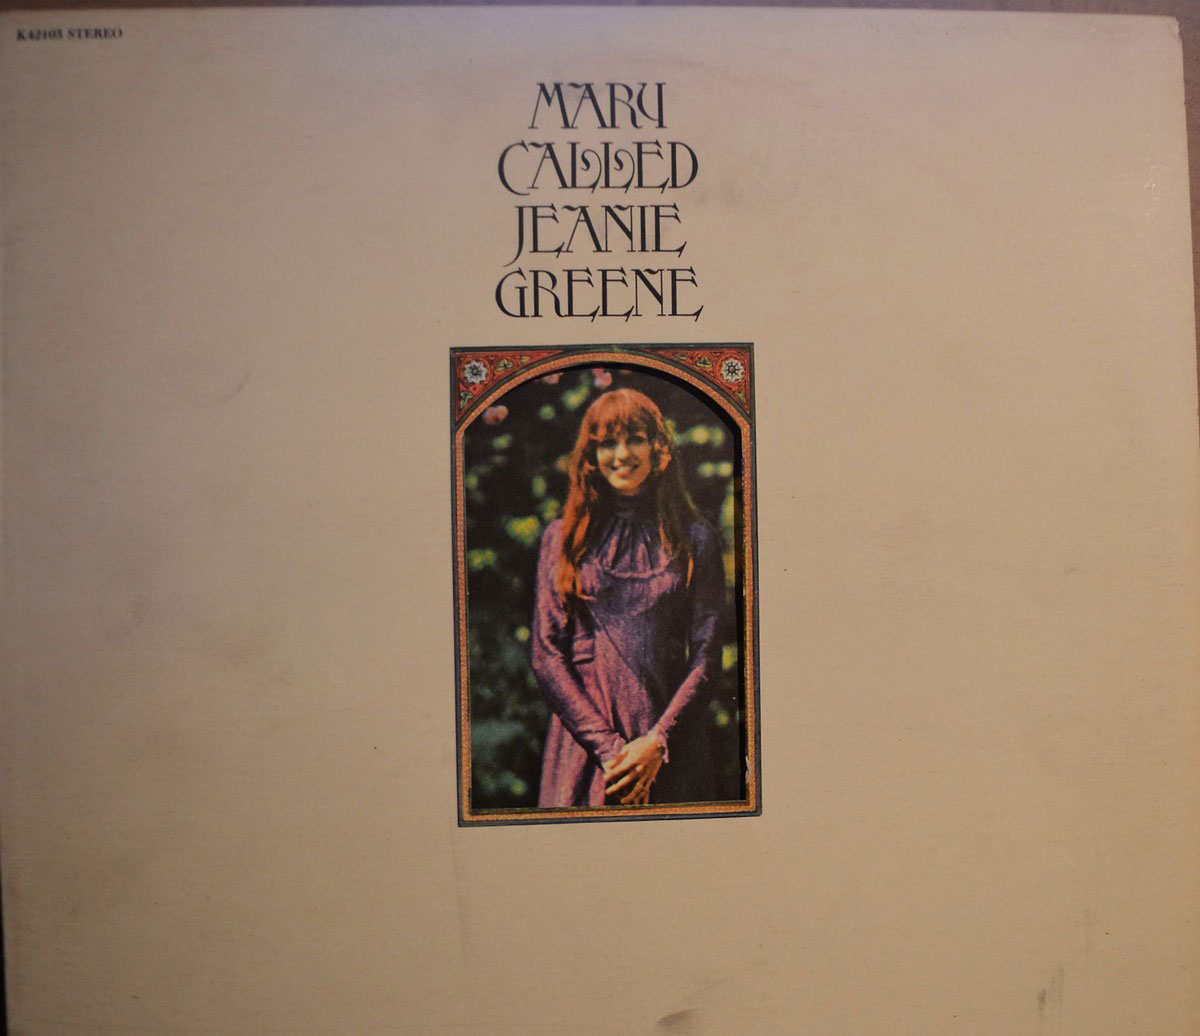 K42103 STEREO
MARY
CALLED
JEANIE
GREENE